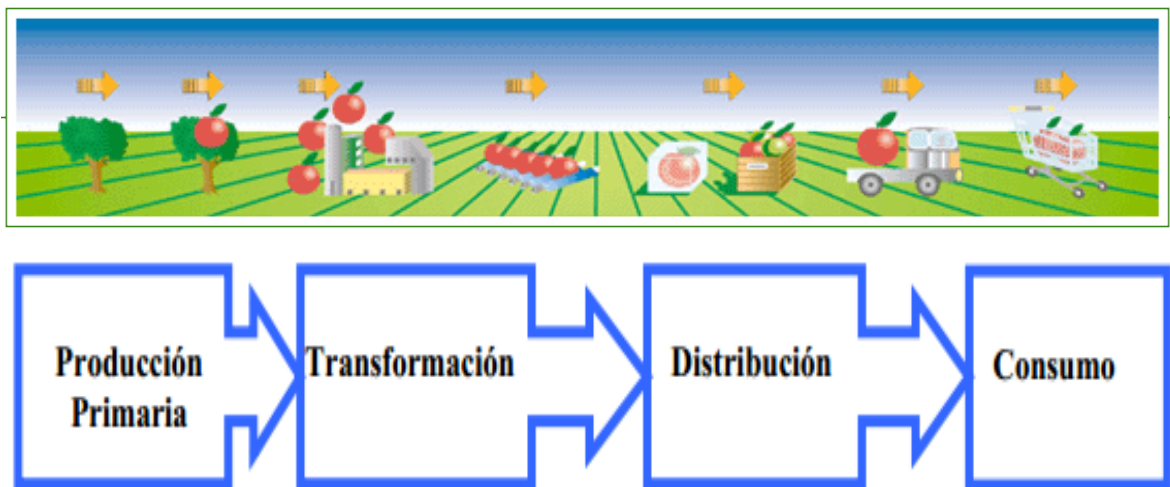 Producción
Primaria
Transformación
Distribución
Consumo